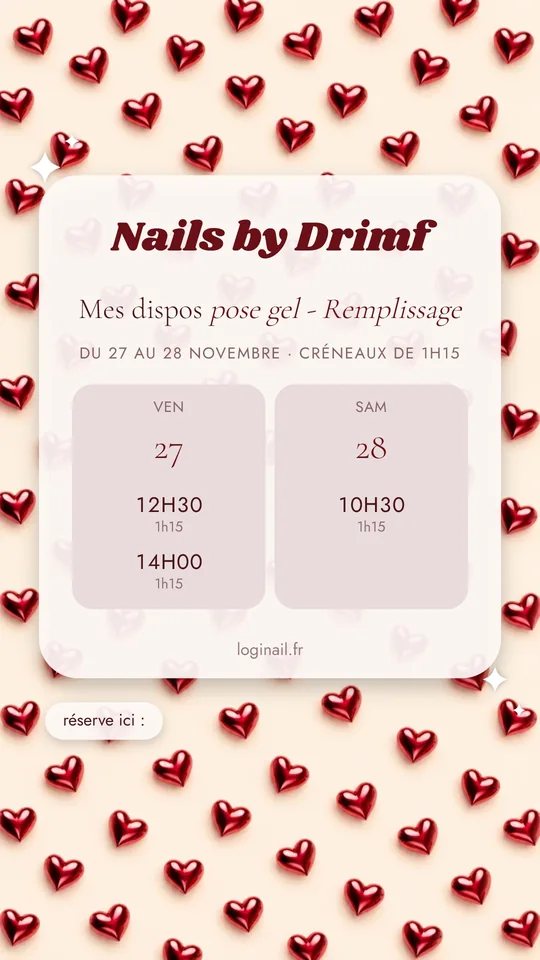 Nails by Drimf
Mes dispos pose gel - Remplissage
DU 27 AU 28 NOVEMBRE · CRÉNEAUX DE 1H15
VEN
27
12H30
1h15
14H00
1h15
SAM
28
10H30
1h15
loginail.fr
réserve ici :